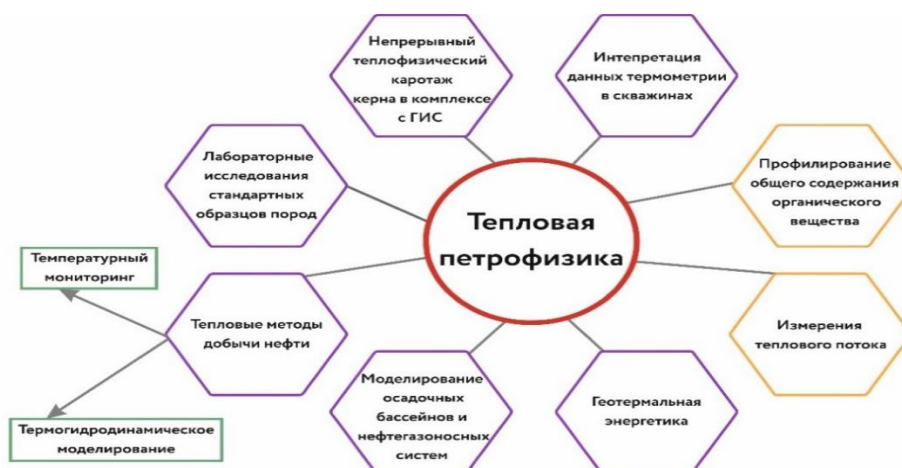 Непрерывный
теплофизический
каротаж
керна в комплексе
с ГИС
Интепретация
данных термометрии
в скважинах
Лабораторные
исследования
стандартных
образцов пород
Профилирование
общего содержания
органического
вещества
Тепловая
петрофизика
Температурный
мониторинг
Тепловые методы
добычи нефти
Измерения
теплового потока
Моделирование
осадочных
бассейнов и
нефтегазоносных
систем
Геотермальная
энергетика
Термогидродинамическое
моделирование